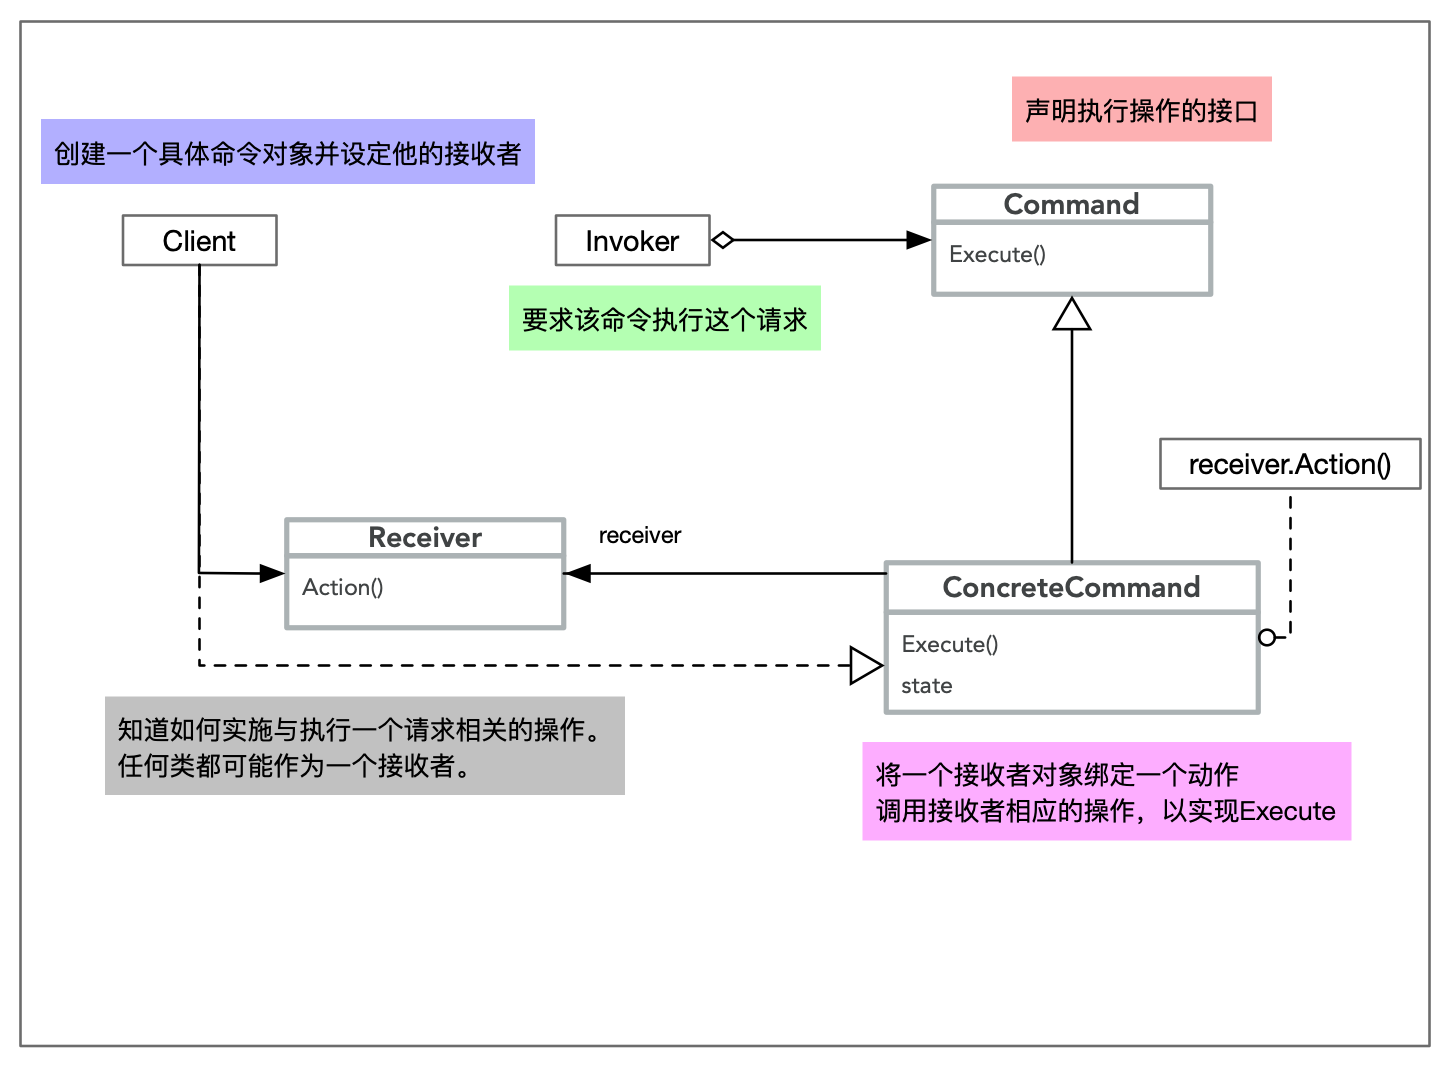 声明执行操作的接口
创建一个具体命令对象并设定他的接收者
Command
Client
Invoker
Execute()
要求该命令执行这个请求
receiver.Action()
Receiver
receiver
Action()
ConcreteCommand
Execute()
state
知道如何实施与执行一个请求相关的操作。
任何类都可能作为一个接收者。
将一个接收者对象绑定一个动作
调用接收者相应的操作，以实现Execute